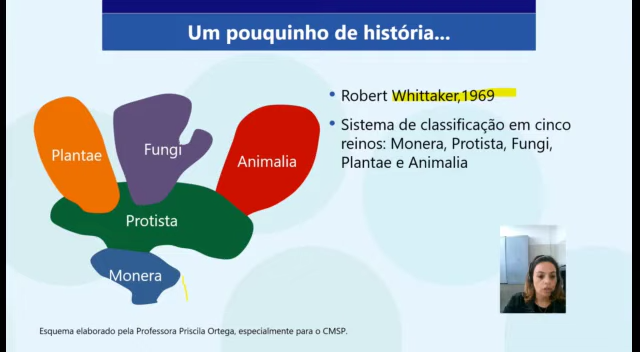 Um pouquinho de história...
Plantae
Fungi
Animalia
Protista
Monera
• Robert Whittaker,1969
• Sistema de classificação em cinco
reinos: Monera, Protista, Fungi,
Plantae e Animalia
Esquema elaborado pela Professora Priscila Ortega, especialmente para o CMSP.